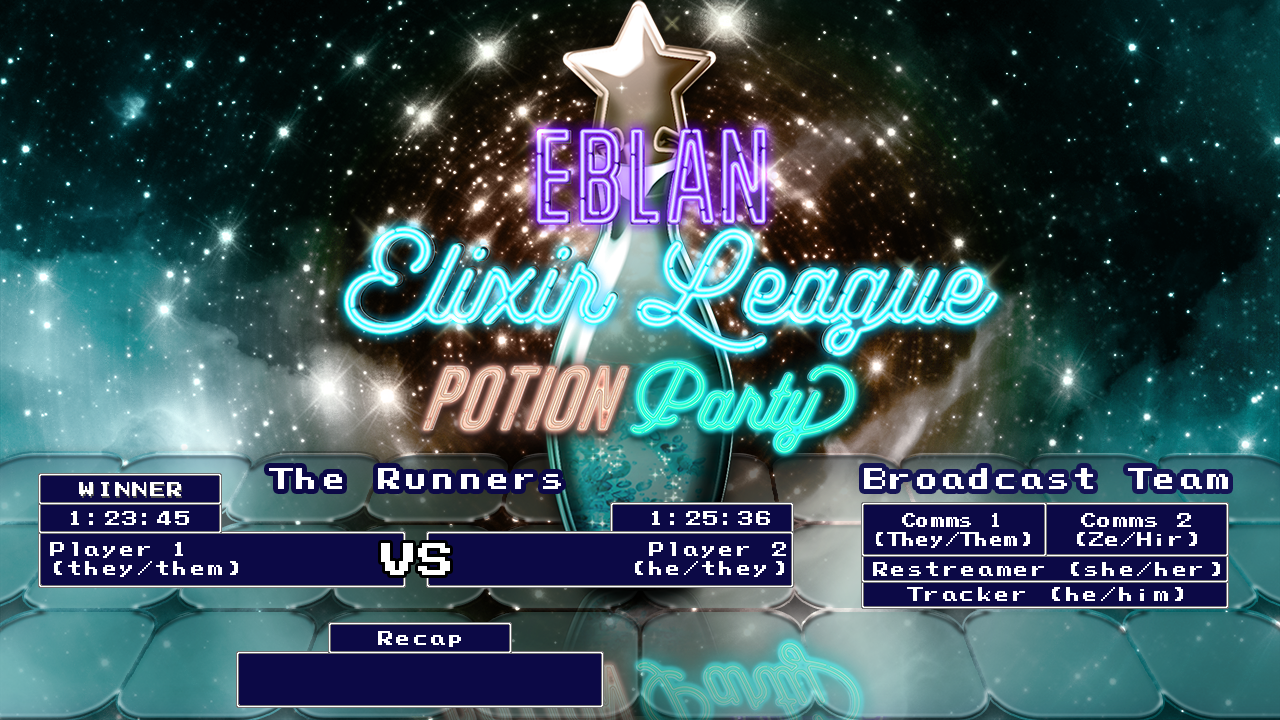 EBLAN
Elixir League
POTION Party
The Runners
WINNER
1:23:45
1:25:36
Player 1
(they/them)
VS
Player 2
(he/they)
Broadcast Team
Comms 1
(They/Them)
Comms 2
(Ze/Hir)
Restreamer (she/her)
Tracker (he/him)
Recap